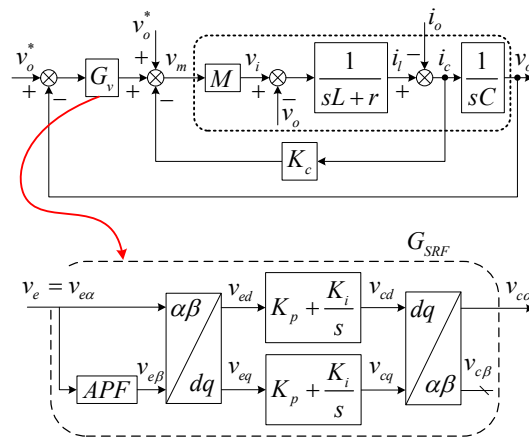 v_o^*
v_o^*
i_o
+
−
G_v
+
+
−
v_m
M
v_i
+
−
v_o
1
sL + r
i_l
−
+
i_c
1
sC
v_o
K_c
G_SRF
v_e = v_eα
αβ
dq
v_ed
K_p + K_i
s
v_cd
dq
αβ
v_cα
APF
v_eβ
v_eq
K_p + K_i
s
v_cq
v_cβ